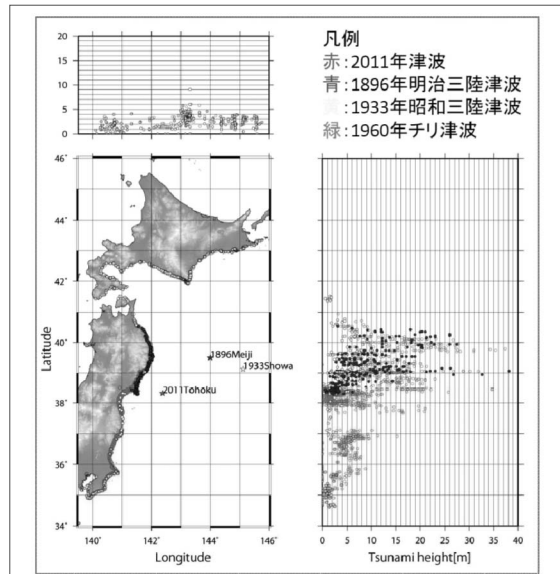 凡例
赤:2011年津波
青:1896年明治三陸津波
黄:1933年昭和三陸津波
緑:1960年チリ津波
20
15
10
5
0
46˚
44˚
42˚
40˚
38˚
36˚
34˚
Latitude
1896Meiji
1933Showa
2011Tohoku
140˚ 142˚ 144˚ 146˚
Longitude
0 5 10 15 20 25 30 35 40
Tsunami height[m]